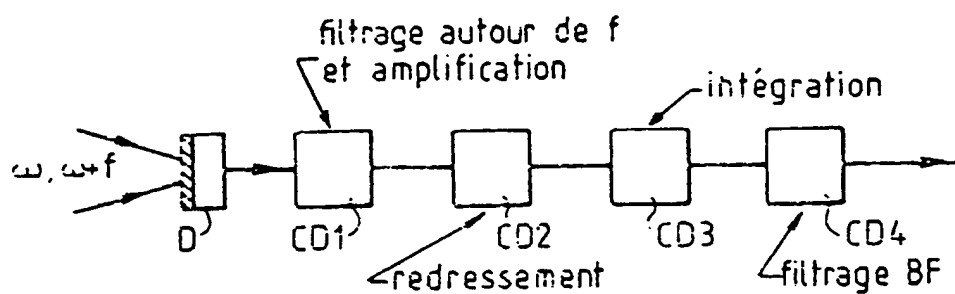 filtrage autour de f
et amplification
intégration
ω, ω+f
D
CD1
CD2
CD3
CD4
redressement
filtrage BF